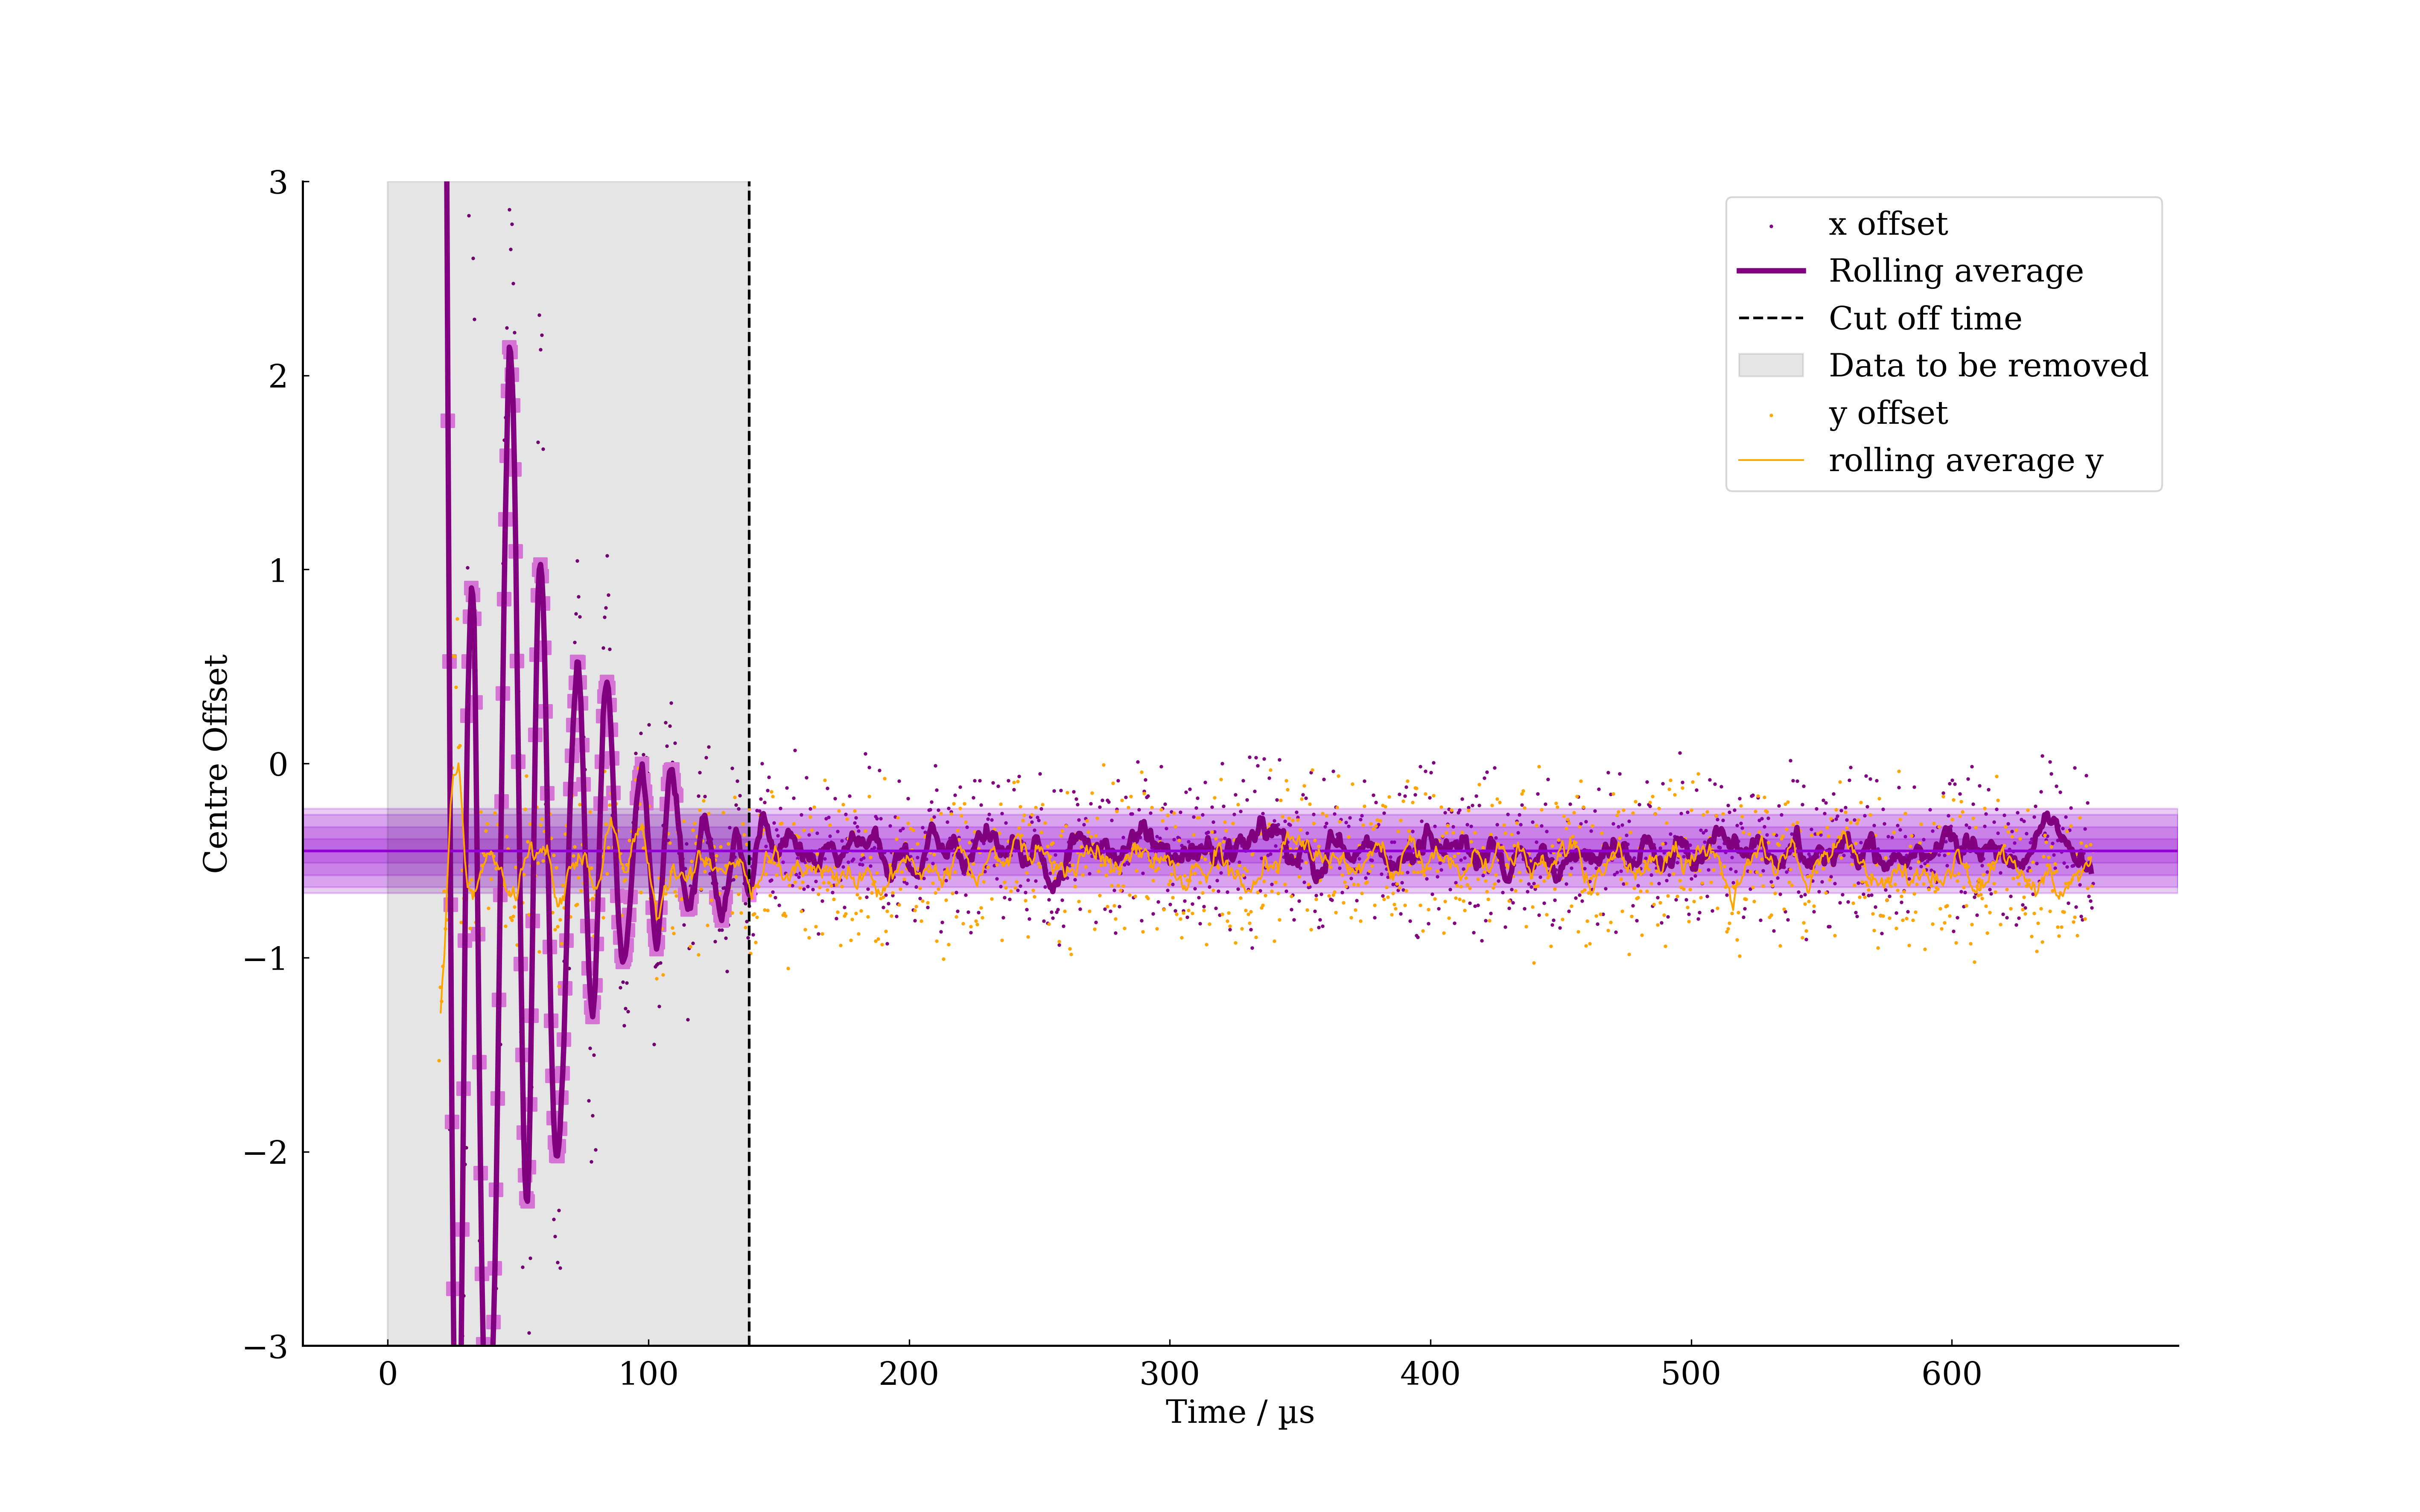 3
2
1
0
−1
−2
−3
Centre Offset
0 100 200 300 400 500 600
Time / µs
x offset
Rolling average
Cut off time
Data to be removed
y offset
rolling average y